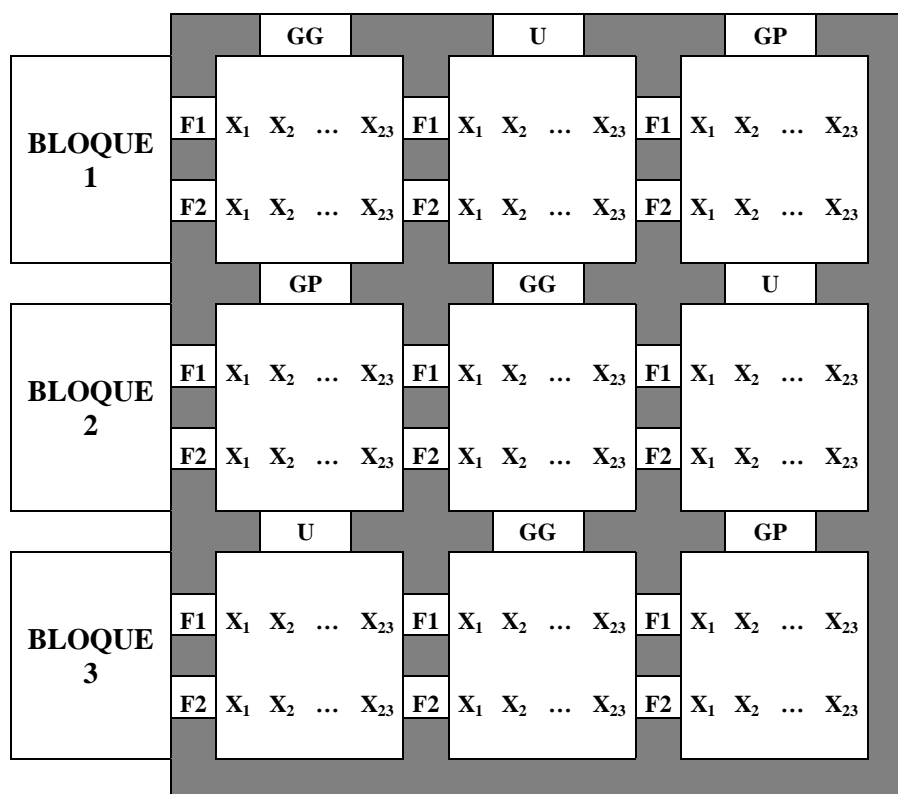 GG U GP
BLOQUE 1
F1 X₁ X₂ … X₂₃ F1 X₁ X₂ … X₂₃ F1 X₁ X₂ … X₂₃
F2 X₁ X₂ … X₂₃ F2 X₁ X₂ … X₂₃ F2 X₁ X₂ … X₂₃
GP GG U
BLOQUE 2
F1 X₁ X₂ … X₂₃ F1 X₁ X₂ … X₂₃ F1 X₁ X₂ … X₂₃
F2 X₁ X₂ … X₂₃ F2 X₁ X₂ … X₂₃ F2 X₁ X₂ … X₂₃
U GG GP
BLOQUE 3
F1 X₁ X₂ … X₂₃ F1 X₁ X₂ … X₂₃ F1 X₁ X₂ … X₂₃
F2 X₁ X₂ … X₂₃ F2 X₁ X₂ … X₂₃ F2 X₁ X₂ … X₂₃